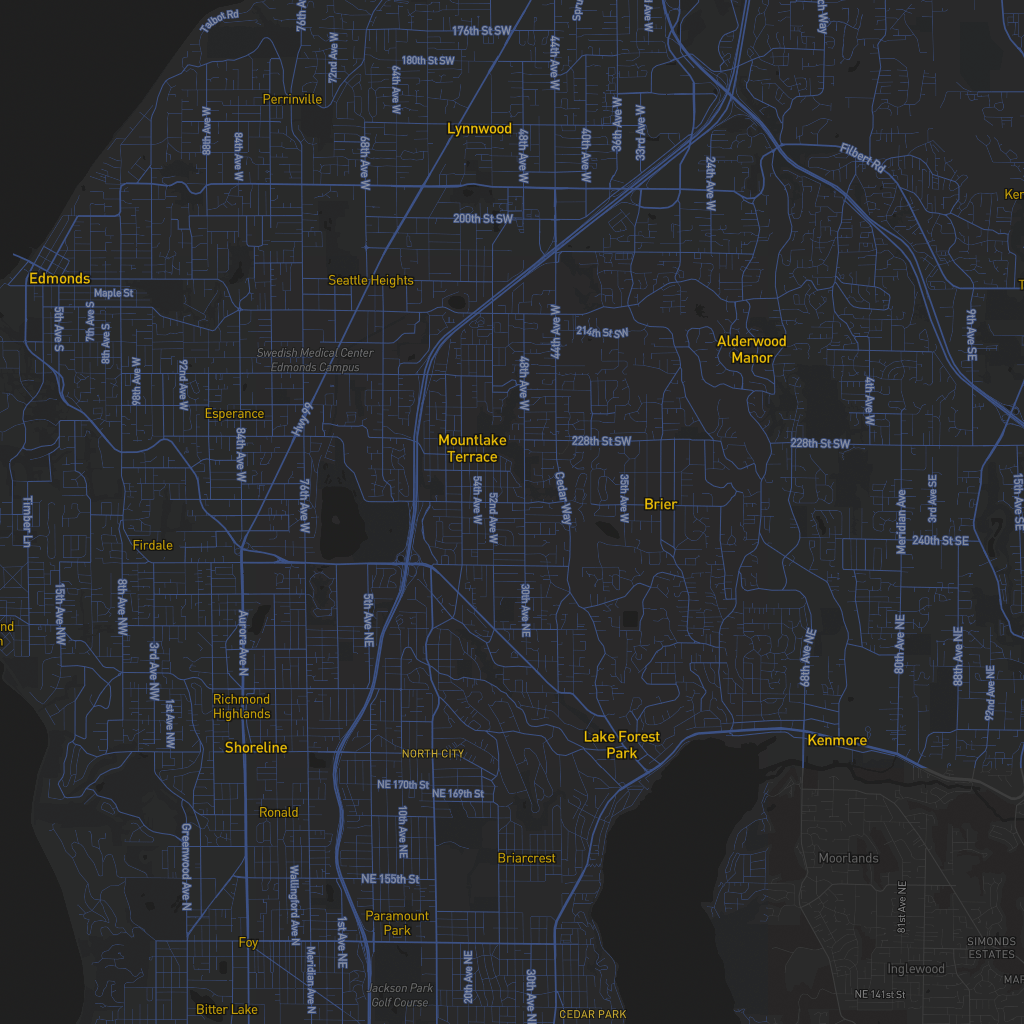 Talbot Rd
76th A
72nd Ave W
176th St SW
Spru
d Ave W
ch Way
180th St SW
64th Ave W
44th Ave W
Perrinville
88th Ave W
84th Ave W
68th Ave W
Lynnwood
48th Ave W
40th Ave W
36th Ave W
33rd Ave W
24th Ave W
Filbert Rd
Ker
200th St SW
Edmonds
Maple St
Seattle Heights
T
5th Ave S
7th Ave S
8th Ave S
44th Ave W
214th St SW
9th Ave SE
Swedish Medical Center
Edmonds Campus
Alderwood
Manor
98th Ave W
92nd Ave W
48th Ave W
4th Ave W
Esperance
Hwy 99
84th Ave W
Mountlake
Terrace
228th St SW
228th St SW
76th Ave W
54th Ave W
52nd Ave W
Cedar Way
35th Ave W
Brier
Meridian Ave
3rd Ave SE
15th Ave SE
Timber Ln
Firdale
240th St SE
15th Ave NW
8th Ave NW
Aurora Ave N
5th Ave NE
30th Ave NE
nd
n
3rd Ave NW
1st Ave NW
68th Ave NE
80th Ave NE
88th Ave NE
92nd Ave NE
Richmond
Highlands
Shoreline
NORTH CITY
Lake Forest
Park
Kenmore
NE 170th St
NE 169th St
Ronald
10th Ave NE
Greenwood Ave N
Briarcrest
Moorlands
Wallingford Ave N
NE 155th St
81st Ave NE
Paramount
Park
1st Ave NE
Foy
Meridian Ave N
20th Ave NE
30th Ave N
SIMONDS
ESTATES
Inglewood
MAR
Jackson Park
Golf Course
NE 141st St
Bitter Lake
CEDAR PARK